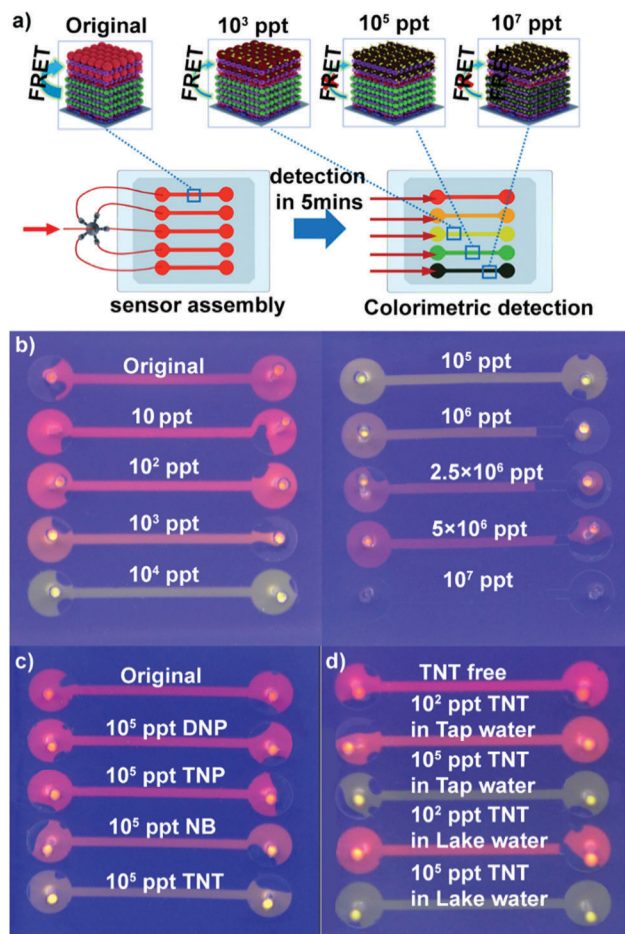 a)
Original
10³ ppt
10⁵ ppt
10⁷ ppt
FRET
FRET
FRET
FRET
FRET
detection
in 5mins
sensor assembly
Colorimetric detection
b)
Original
10 ppt
10² ppt
10³ ppt
10⁴ ppt
10⁵ ppt
10⁶ ppt
2.5×10⁶ ppt
5×10⁶ ppt
10⁷ ppt
c)
Original
10⁵ ppt DNP
10⁵ ppt TNP
10⁵ ppt NB
10⁵ ppt TNT
d)
TNT free
10² ppt TNT
in Tap water
10⁵ ppt TNT
in Tap water
10² ppt TNT
in Lake water
10⁵ ppt TNT
in Lake water